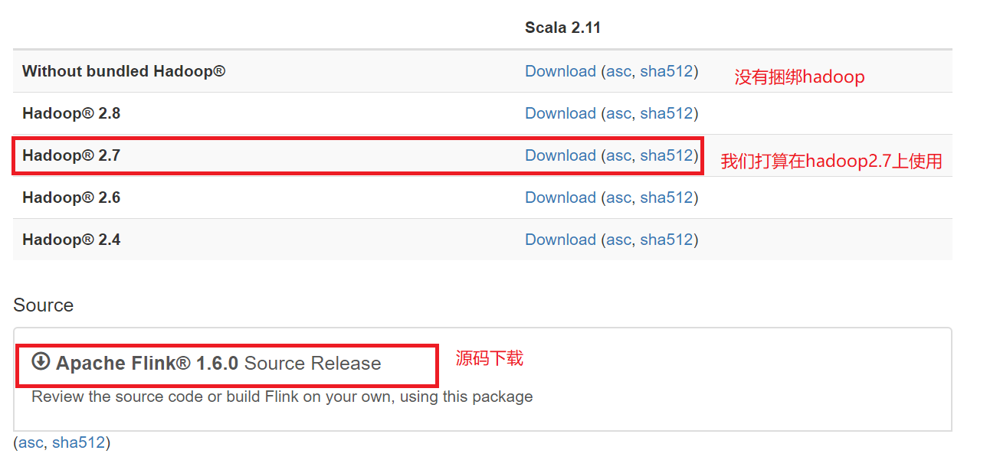 Scala 2.11
Without bundled Hadoop® Download (asc, sha512) 没有捆绑hadoop
Hadoop® 2.8 Download (asc, sha512)
Hadoop® 2.7 Download (asc, sha512) 我们打算在hadoop2.7上使用
Hadoop® 2.6 Download (asc, sha512)
Hadoop® 2.4 Download (asc, sha512)
Source
Apache Flink® 1.6.0 Source Release 源码下载
Review the source code or build Flink on your own, using this package
(asc, sha512)